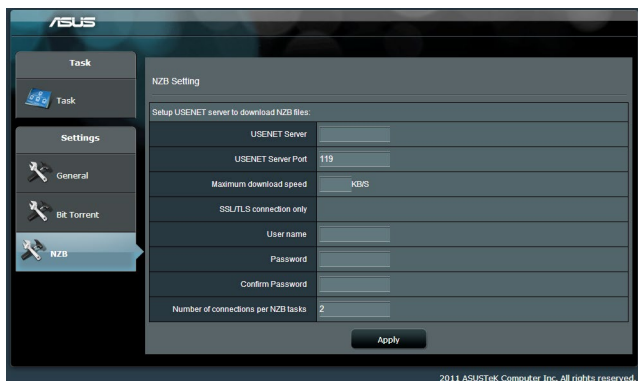 ASUS
Task
Task
Settings
General
Bit Torrent
NZB
NZB Setting
Setup USENET server to download NZB files:
USENET Server
USENET Server Port 119
Maximum download speed KB/S
SSL/TLS connection only
User name
Password
Confirm Password
Number of connections per NZB tasks 2
Apply
2011 ASUSTeK Computer Inc. All rights reserved.